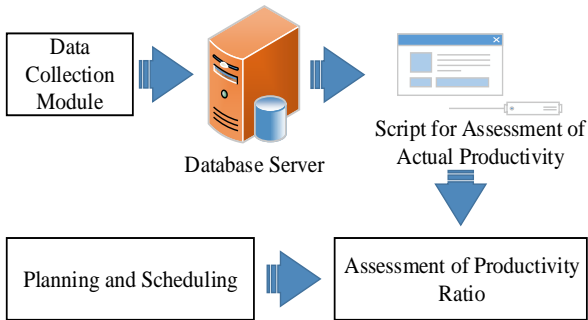 Data
Collection
Module
Database Server
Script for Assessment of
Actual Productivity
Planning and Scheduling
Assessment of Productivity
Ratio